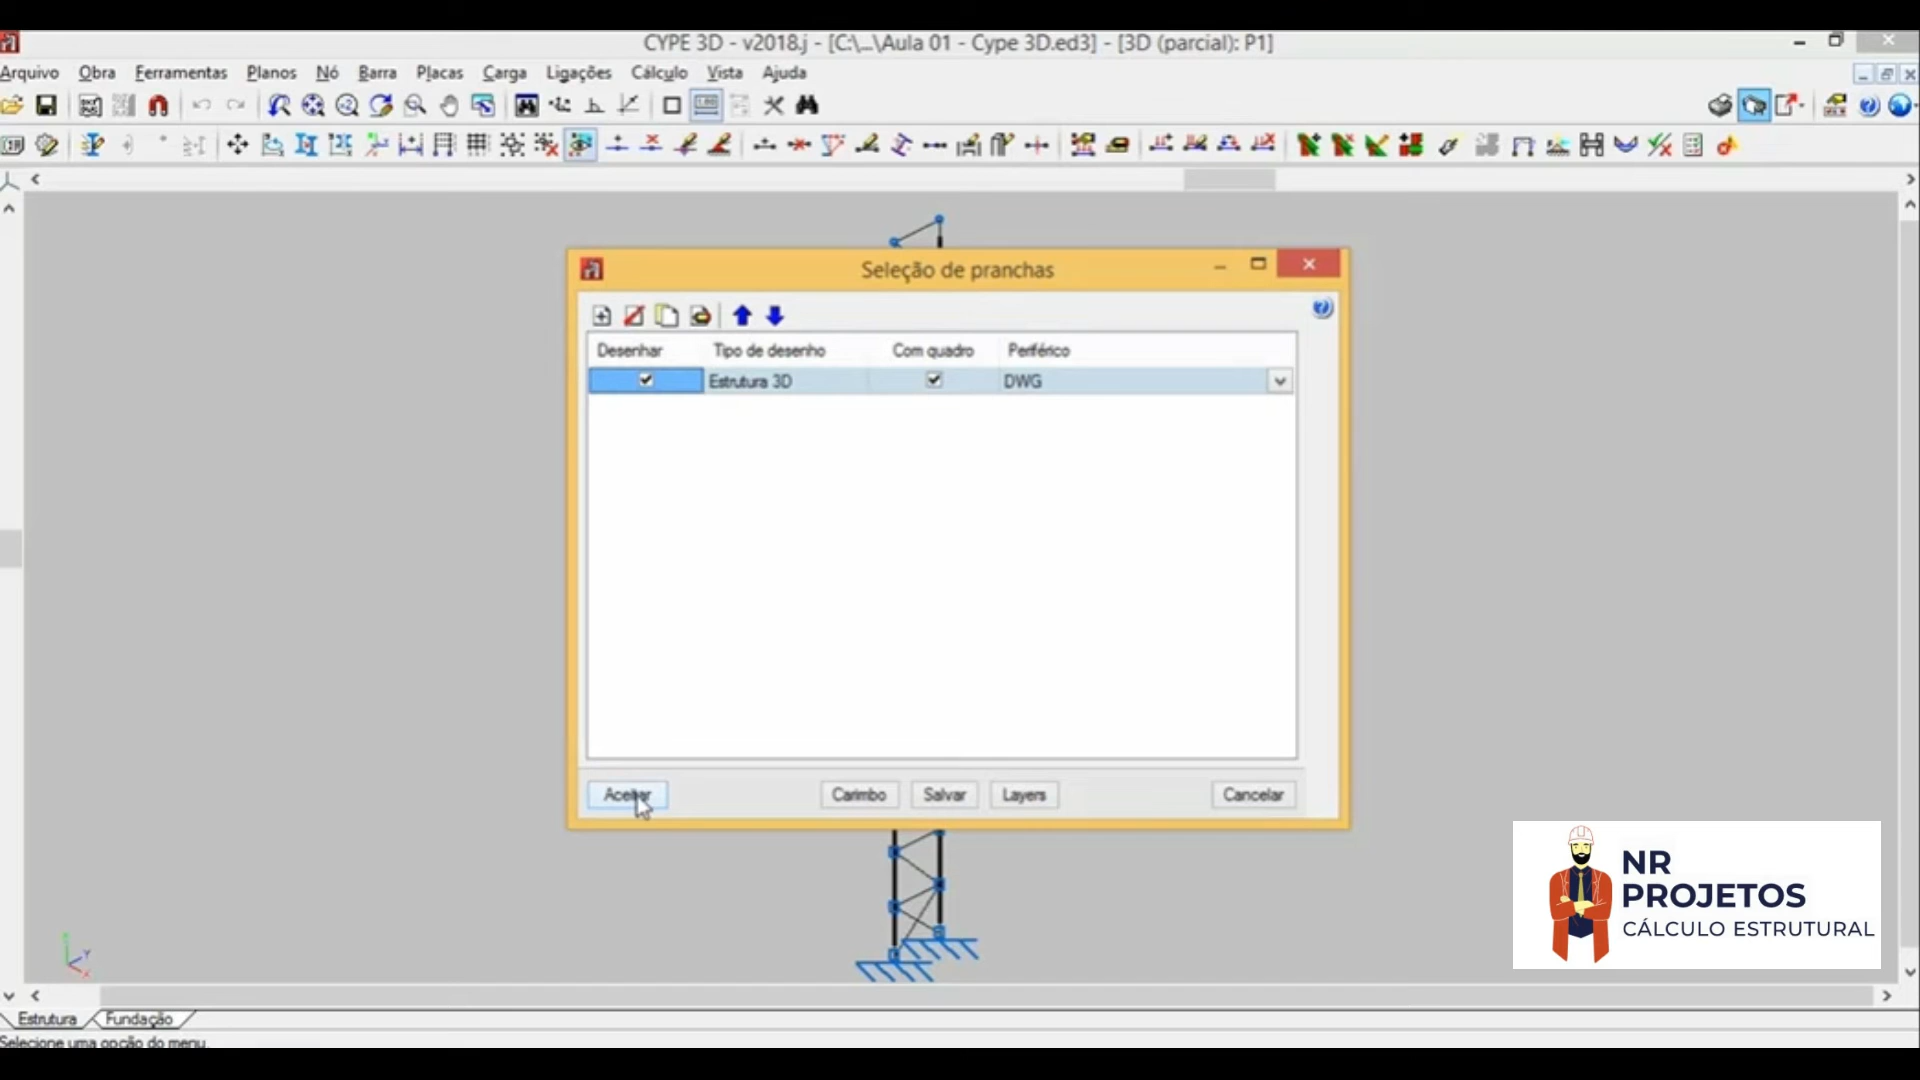 CYPE 3D - v2018.j - [C:\...\Aula 01 - Cype 3D.ed3] - [3D (parcial): P1]
Arquivo Obra Ferramentas Planos Nó Barra Placas Carga Ligações Cálculo Vista Ajuda
Seleção de pranchas
Desenhar Tipo de desenho Com quadro Periférico
Estrutura 3D DWG
Aceitar Carimbo Salvar Layers Cancelar
NR
PROJETOS
CÁLCULO ESTRUTURAL
Estrutura Fundação
Selecione uma opção do menu